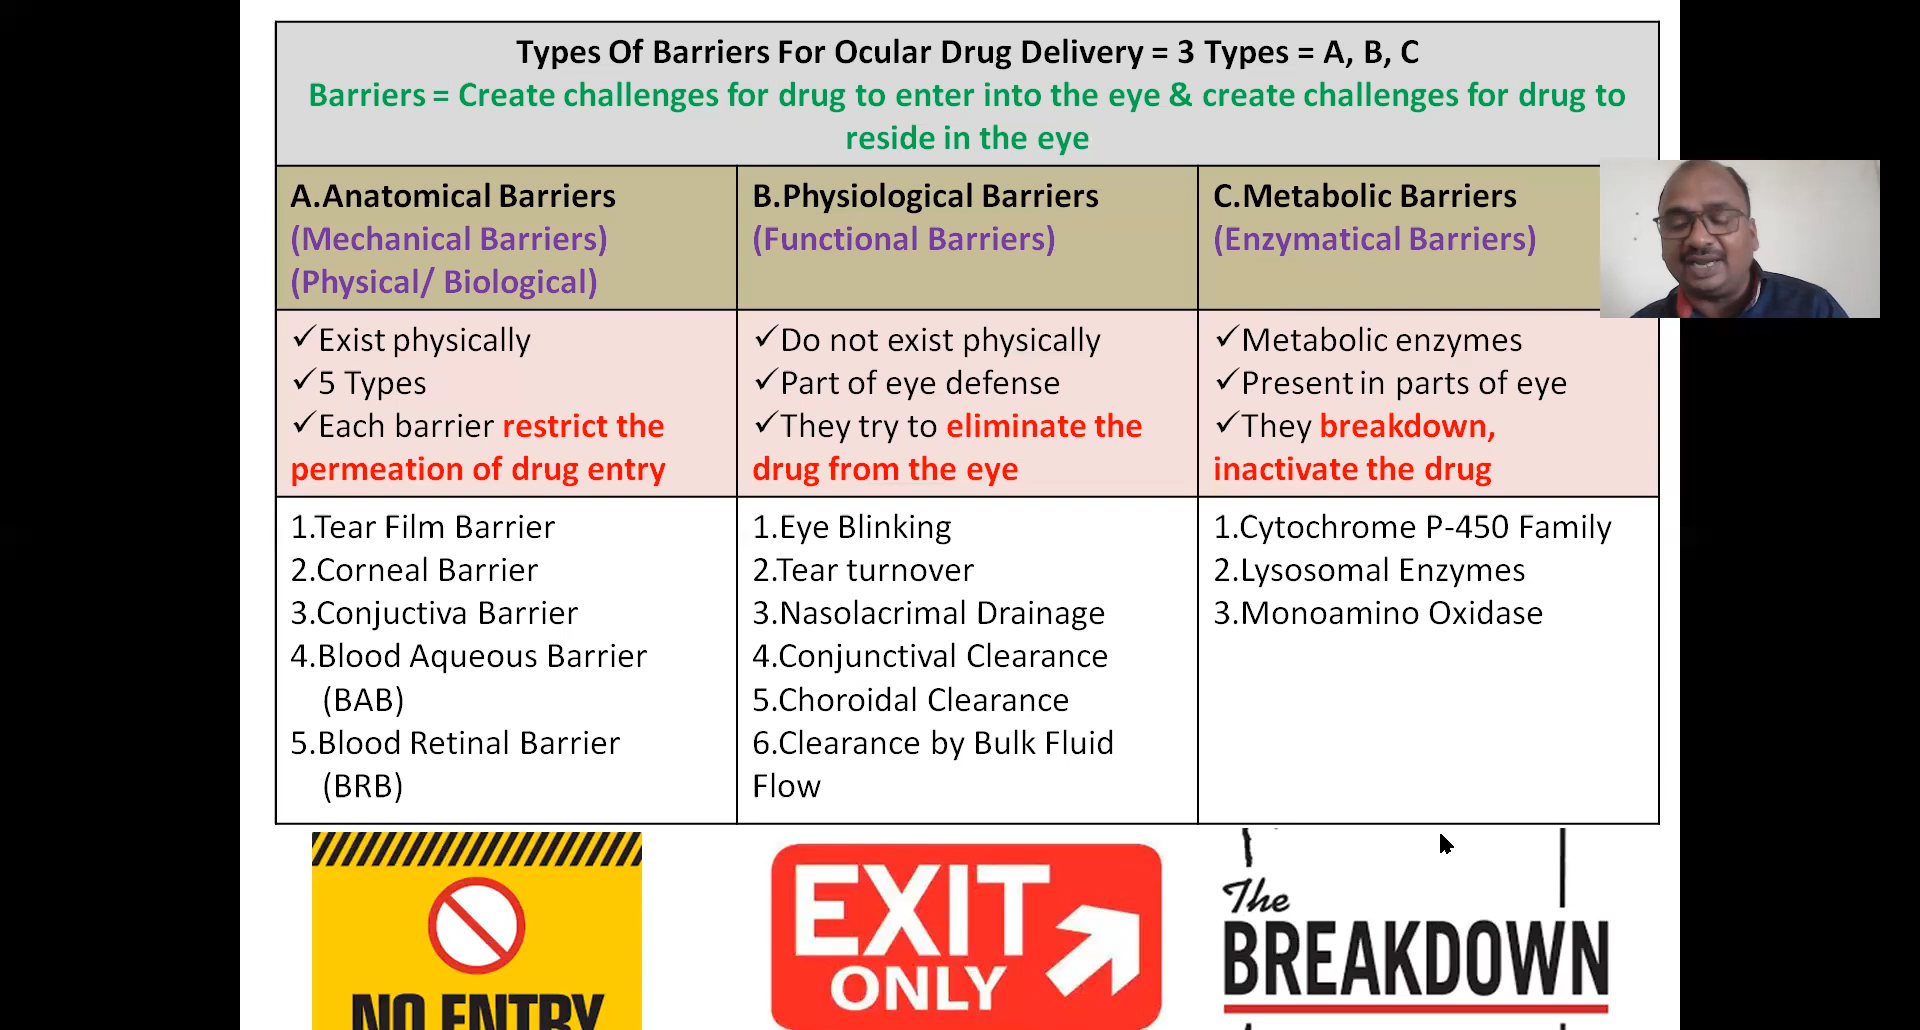 Types Of Barriers For Ocular Drug Delivery = 3 Types = A, B, C
Barriers = Create challenges for drug to enter into the eye & create challenges for drug to
reside in the eye
A.Anatomical Barriers
(Mechanical Barriers)
(Physical/ Biological)
B.Physiological Barriers
(Functional Barriers)
C.Metabolic Barriers
(Enzymatical Barriers)
✓Exist physically
✓5 Types
✓Each barrier restrict the
permeation of drug entry
✓Do not exist physically
✓Part of eye defense
✓They try to eliminate the
drug from the eye
✓Metabolic enzymes
✓Present in parts of eye
✓They breakdown,
inactivate the drug
1.Tear Film Barrier
2.Corneal Barrier
3.Conjuctiva Barrier
4.Blood Aqueous Barrier
(BAB)
5.Blood Retinal Barrier
(BRB)
1.Eye Blinking
2.Tear turnover
3.Nasolacrimal Drainage
4.Conjunctival Clearance
5.Choroidal Clearance
6.Clearance by Bulk Fluid
Flow
1.Cytochrome P-450 Family
2.Lysosomal Enzymes
3.Monoamino Oxidase
NO ENTRY
EXIT
ONLY
The
BREAKDOWN